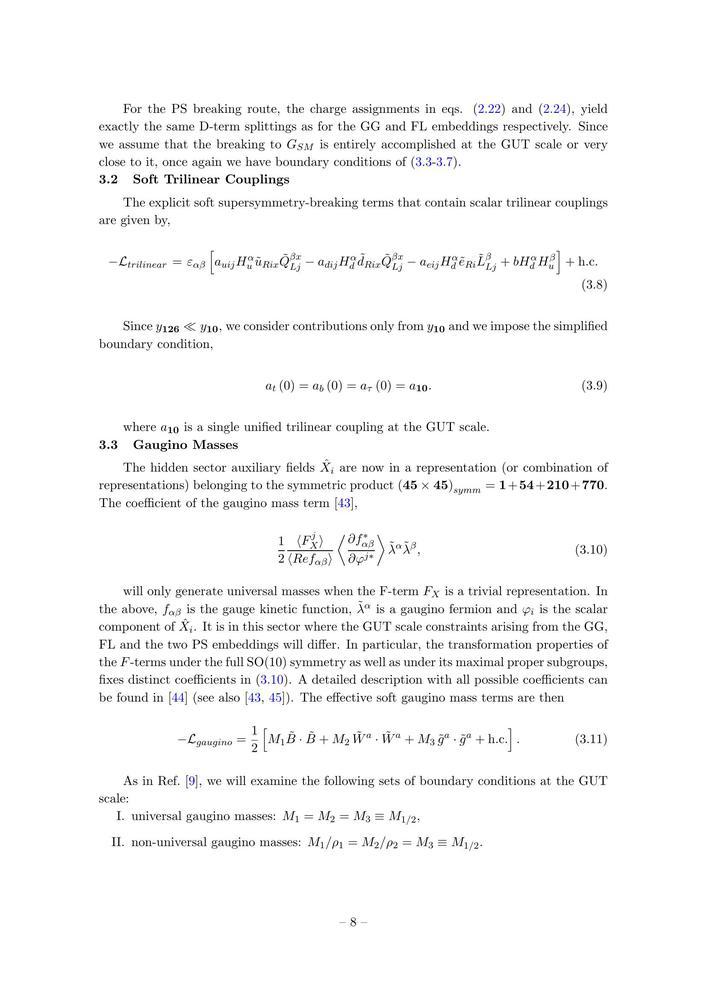 For the PS breaking route, the charge assignments in eqs. (2.22) and (2.24), yield
exactly the same D-term splittings as for the GG and FL embeddings respectively. Since
we assume that the breaking to $G_{SM}$ is entirely accomplished at the GUT scale or very
close to it, once again we have boundary conditions of (3.3-3.7).
3.2 Soft Trilinear Couplings
The explicit soft supersymmetry-breaking terms that contain scalar trilinear couplings
are given by,
$-\mathcal{L}_{trilinear} = \varepsilon_{\alpha\beta} \left[ a_{uij} H_u^\alpha \tilde{u}_{Rix} \tilde{Q}_{Lj}^{\beta x} - a_{dij} H_d^\alpha \tilde{d}_{Rix} \tilde{Q}_{Lj}^{\beta x} - a_{eij} H_d^\alpha \tilde{e}_{Ri} \tilde{L}_{Lj}^\beta + b H_d^\alpha H_u^\beta \right] + \text{h.c.}$
(3.8)
Since $y_{\mathbf{126}} \ll y_{\mathbf{10}}$, we consider contributions only from $y_{\mathbf{10}}$ and we impose the simplified
boundary condition,
$a_t(0) = a_b(0) = a_\tau(0) = a_{\mathbf{10}}.$ (3.9)
where $a_{\mathbf{10}}$ is a single unified trilinear coupling at the GUT scale.
3.3 Gaugino Masses
The hidden sector auxiliary fields $\hat{X}_i$ are now in a representation (or combination of
representations) belonging to the symmetric product $(\mathbf{45} \times \mathbf{45})_{symm} = \mathbf{1}+\mathbf{54}+\mathbf{210}+\mathbf{770}$.
The coefficient of the gaugino mass term [43],
$\frac{1}{2} \frac{\langle F_X^j \rangle}{\langle Re f_{\alpha\beta} \rangle} \left\langle \frac{\partial f_{\alpha\beta}^*}{\partial \varphi^{j*}} \right\rangle \tilde{\lambda}^\alpha \tilde{\lambda}^\beta,$ (3.10)
will only generate universal masses when the F-term $F_X$ is a trivial representation. In
the above, $f_{\alpha\beta}$ is the gauge kinetic function, $\tilde{\lambda}^\alpha$ is a gaugino fermion and $\varphi_i$ is the scalar
component of $\hat{X}_i$. It is in this sector where the GUT scale constraints arising from the GG,
FL and the two PS embeddings will differ. In particular, the transformation properties of
the $F$-terms under the full SO(10) symmetry as well as under its maximal proper subgroups,
fixes distinct coefficients in (3.10). A detailed description with all possible coefficients can
be found in [44] (see also [43, 45]). The effective soft gaugino mass terms are then
$-\mathcal{L}_{gaugino} = \frac{1}{2} \left[ M_1 \tilde{B} \cdot \tilde{B} + M_2 \tilde{W}^a \cdot \tilde{W}^a + M_3 \tilde{g}^a \cdot \tilde{g}^a + \text{h.c.} \right].$ (3.11)
As in Ref. [9], we will examine the following sets of boundary conditions at the GUT
scale:
I. universal gaugino masses: $M_1 = M_2 = M_3 \equiv M_{1/2}$,
II. non-universal gaugino masses: $M_1/\rho_1 = M_2/\rho_2 = M_3 \equiv M_{1/2}$.
– 8 –